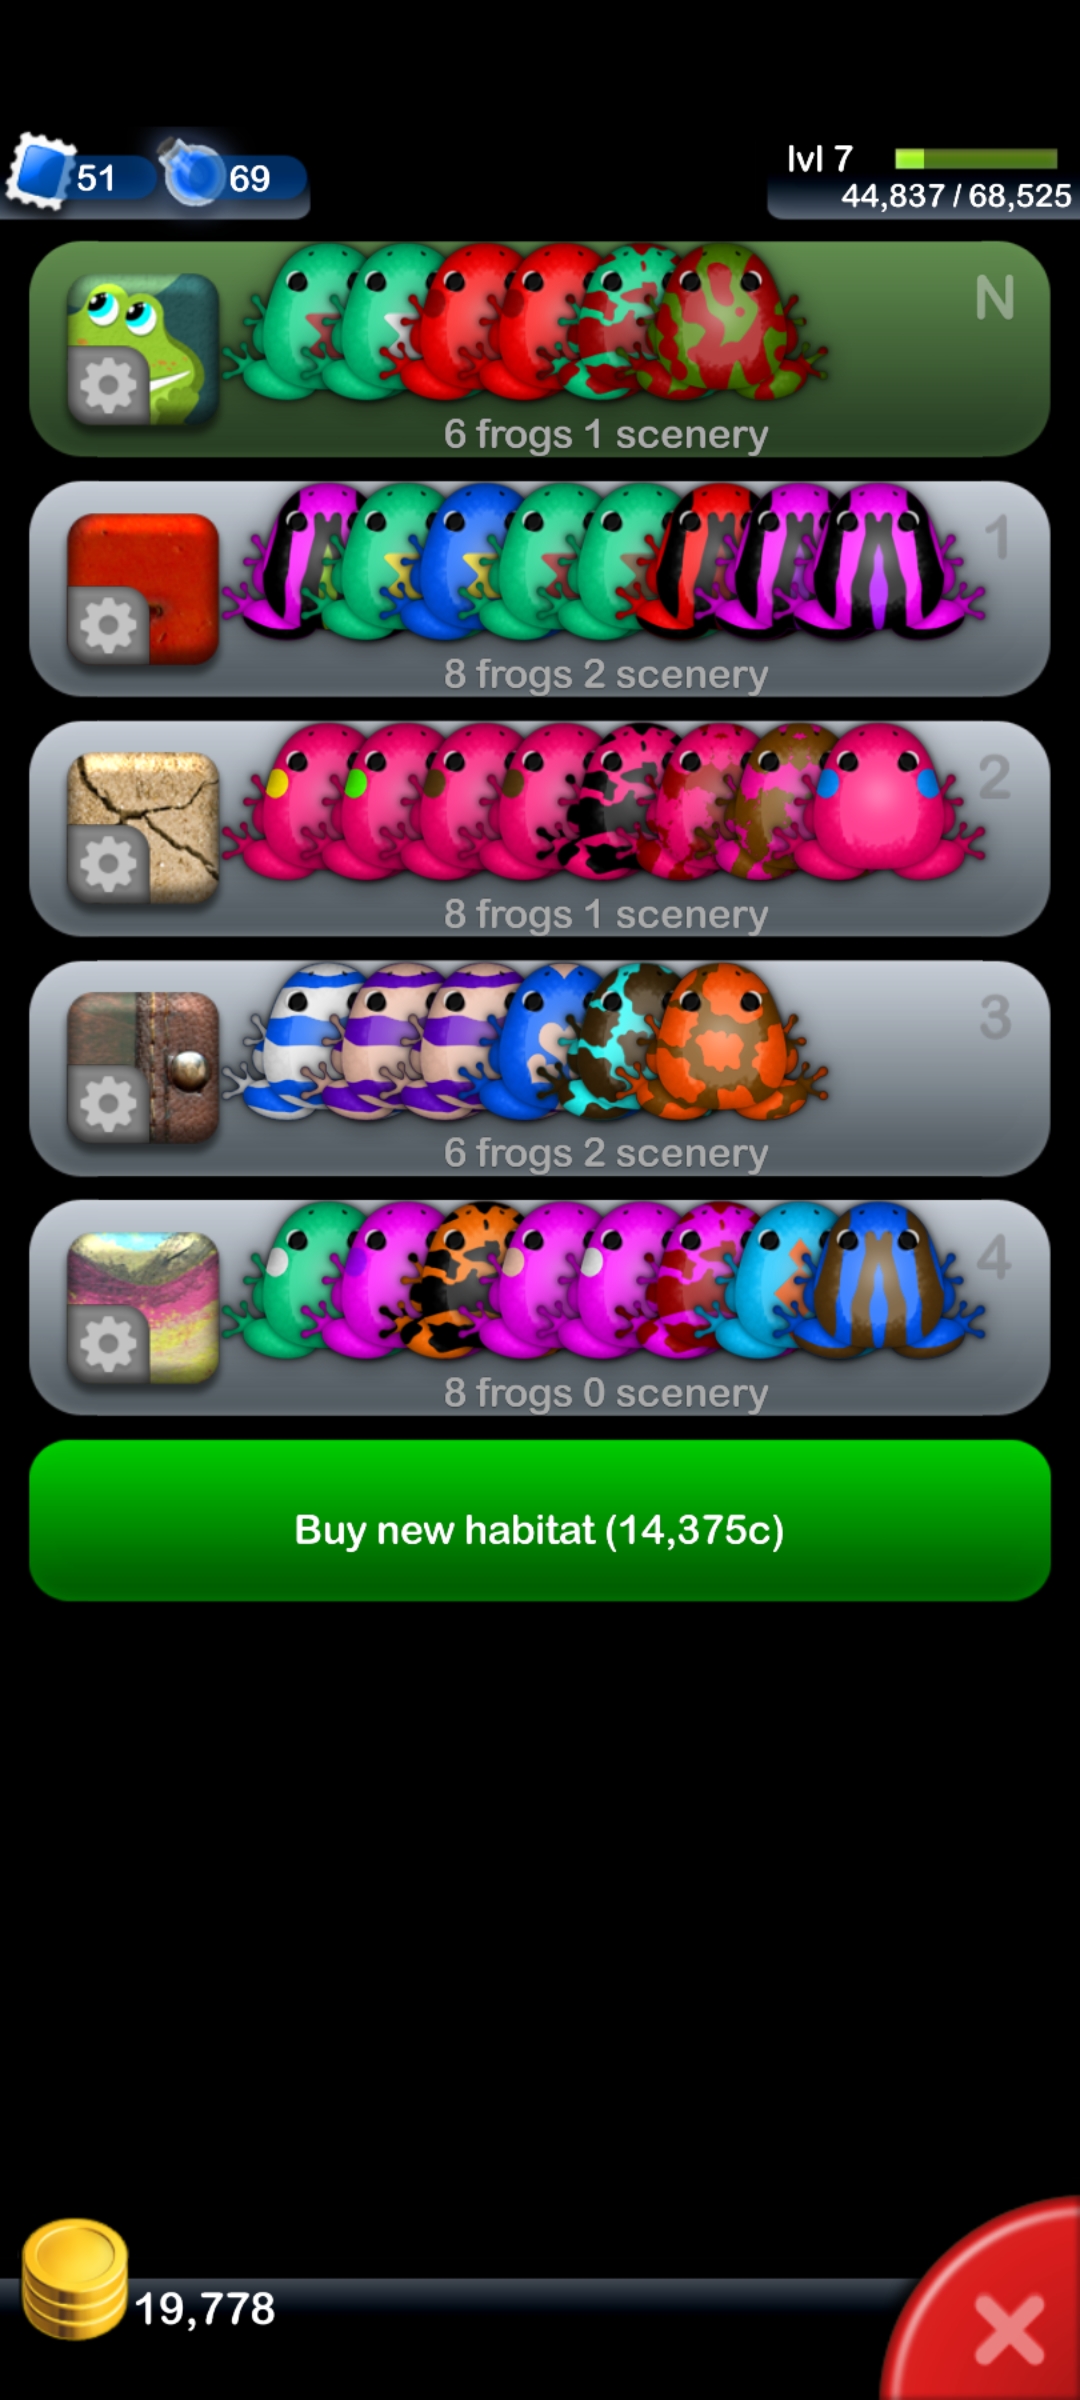 51
69
lvl 7
44,837 / 68,525
N
6 frogs 1 scenery
1
8 frogs 2 scenery
2
8 frogs 1 scenery
3
6 frogs 2 scenery
4
8 frogs 0 scenery
Buy new habitat (14,375c)
19,778